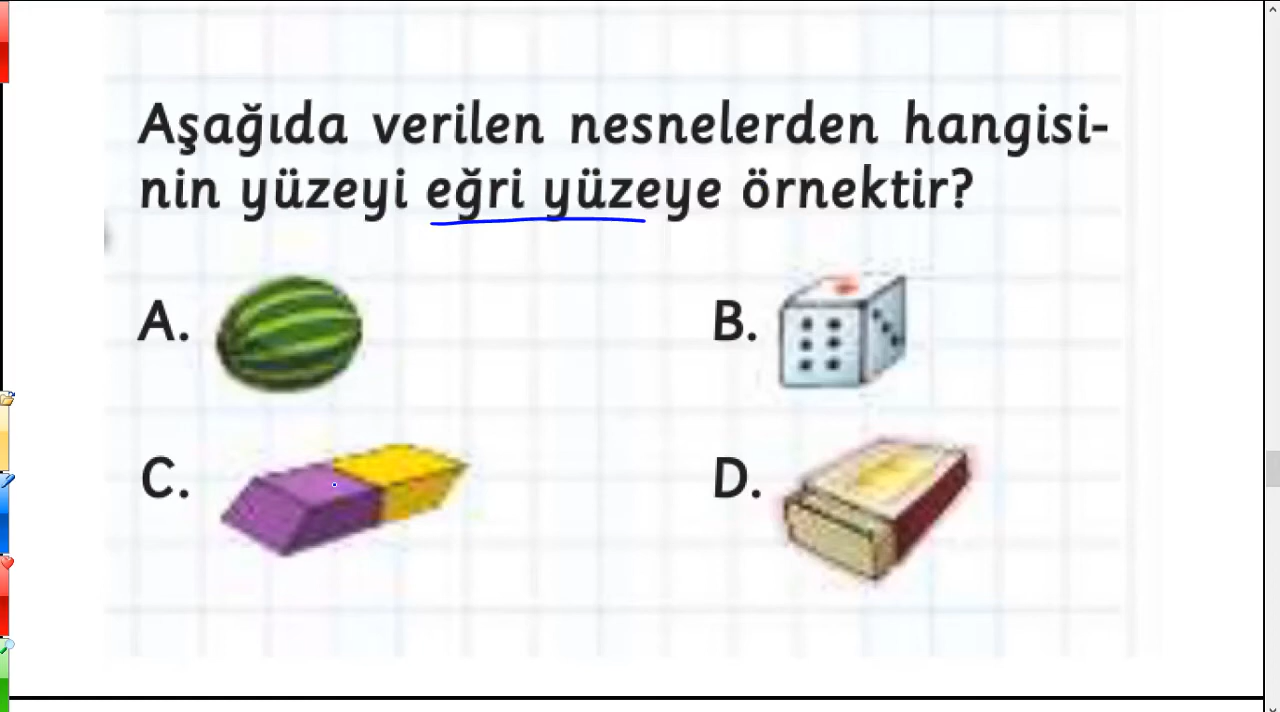 Aşağıda verilen nesnelerden hangisi-
nin yüzeyi eğri yüzeye örnektir?
A.
B.
C.
D.